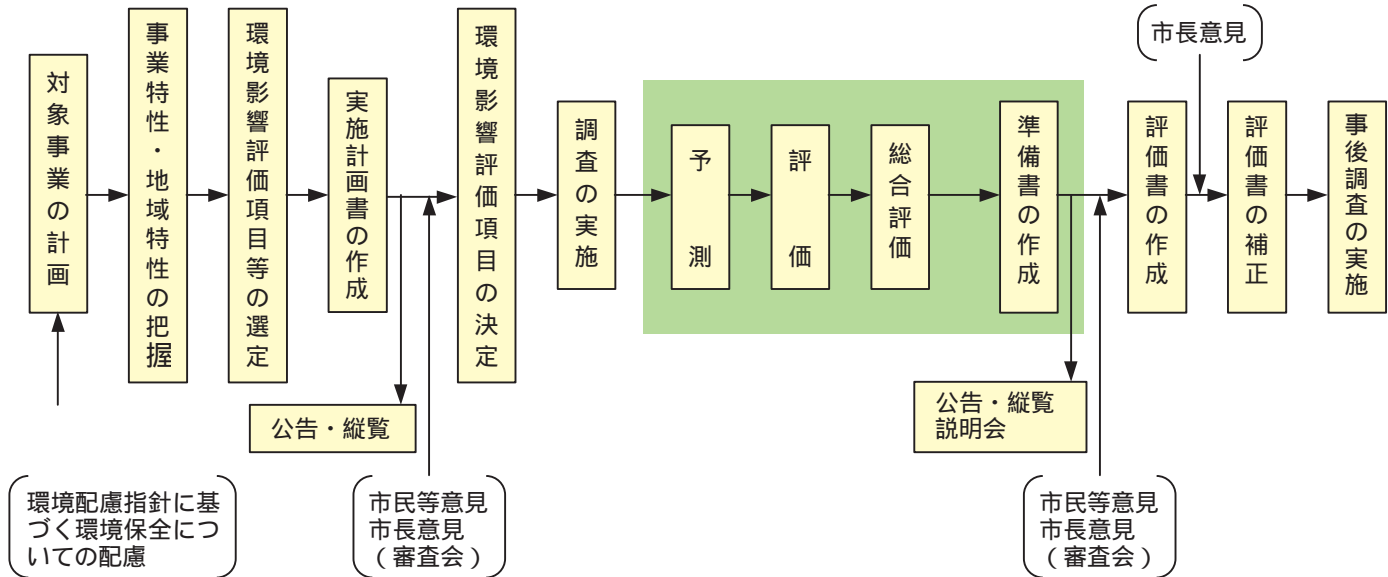 対象事業の計画
事業特性・地域特性の把握
環境影響評価項目等の選定
実施計画書の作成
環境影響評価項目の決定
調査の実施
予測
評価
総合評価
準備書の作成
評価書の作成
市長意見
評価書の補正
事後調査の実施
公告・縦覧
公告・縦覧
説明会
環境配慮指針に基
づく環境保全につ
いての配慮
市民等意見
市長意見
（審査会）
市民等意見
市長意見
（審査会）